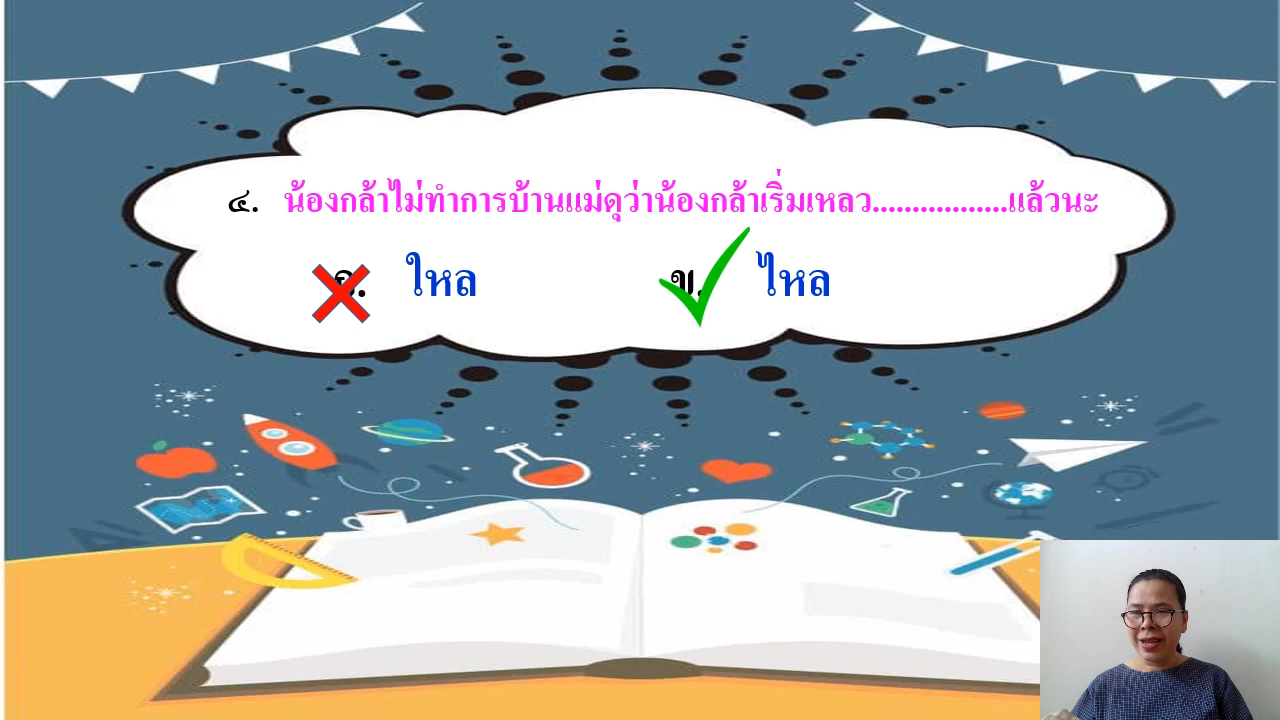 ๔. น้องกล้าไม่ทำการบ้านแม่ดุว่าน้องกล้าเริ่มเหลว.................แล้วนะ
ก. ใหล ข. ไหล